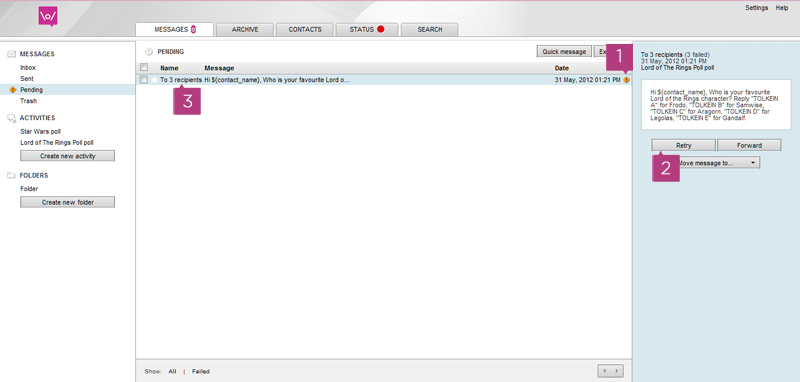 Settings Help
\o/
MESSAGES 0 ARCHIVE CONTACTS STATUS SEARCH
MESSAGES
Inbox
Sent
Pending
Trash
ACTIVITIES
Star Wars poll
Lord of The Rings Poll poll
Create new activity
FOLDERS
Folder
Create new folder
PENDING
Quick message
Ex
1
Name Message Date
To 3 recipients Hi ${contact_name}, Who is your favourite Lord o... 31 May, 2012 01:21 PM
3
Show: All | Failed
To 3 recipients (3 failed)
31 May, 2012 01:21 PM
Lord of The Rings Poll poll
Hi ${contact_name}, Who is your favourite
Lord of the Rings character? Reply "TOLKEIN
A" for Frodo, "TOLKEIN B" for Samwise,
"TOLKEIN C" for Aragorn, "TOLKEIN D" for
Legolas, "TOLKEIN E" for Gandalf.
Retry Forward
2
Move message to...